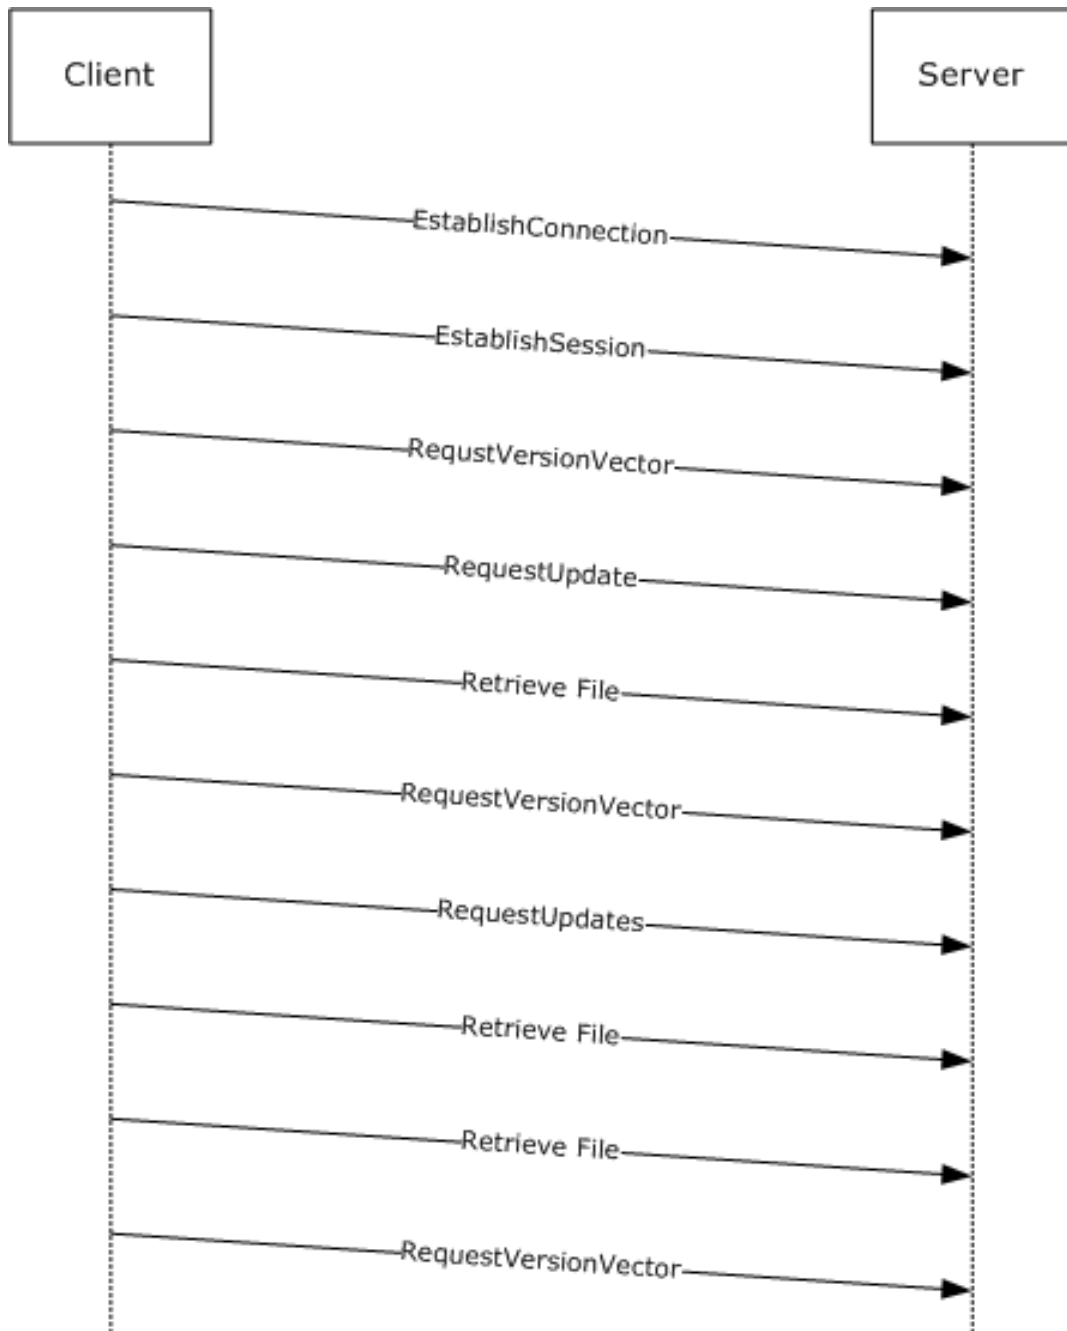 Client
Server
EstablishConnection
EstablishSession
RequstVersionVector
RequestUpdate
Retrieve File
RequestVersionVector
RequestUpdates
Retrieve File
Retrieve File
RequestVersionVector